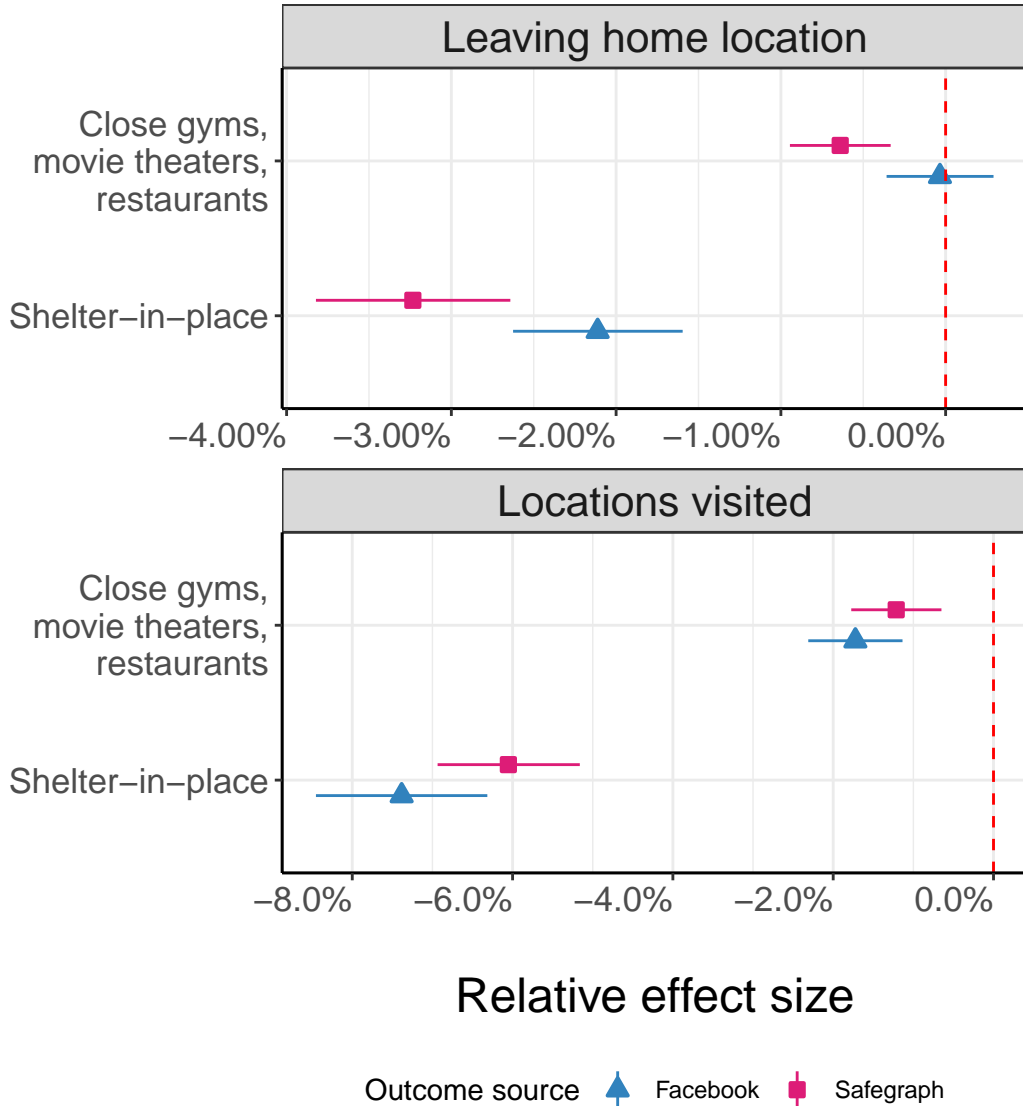 Leaving home location
Close gyms,
movie theaters,
restaurants
Shelter−in−place
−4.00% −3.00% −2.00% −1.00% 0.00%
Locations visited
Close gyms,
movie theaters,
restaurants
Shelter−in−place
−8.0% −6.0% −4.0% −2.0% 0.0%
Relative effect size
Outcome source Facebook Safegraph